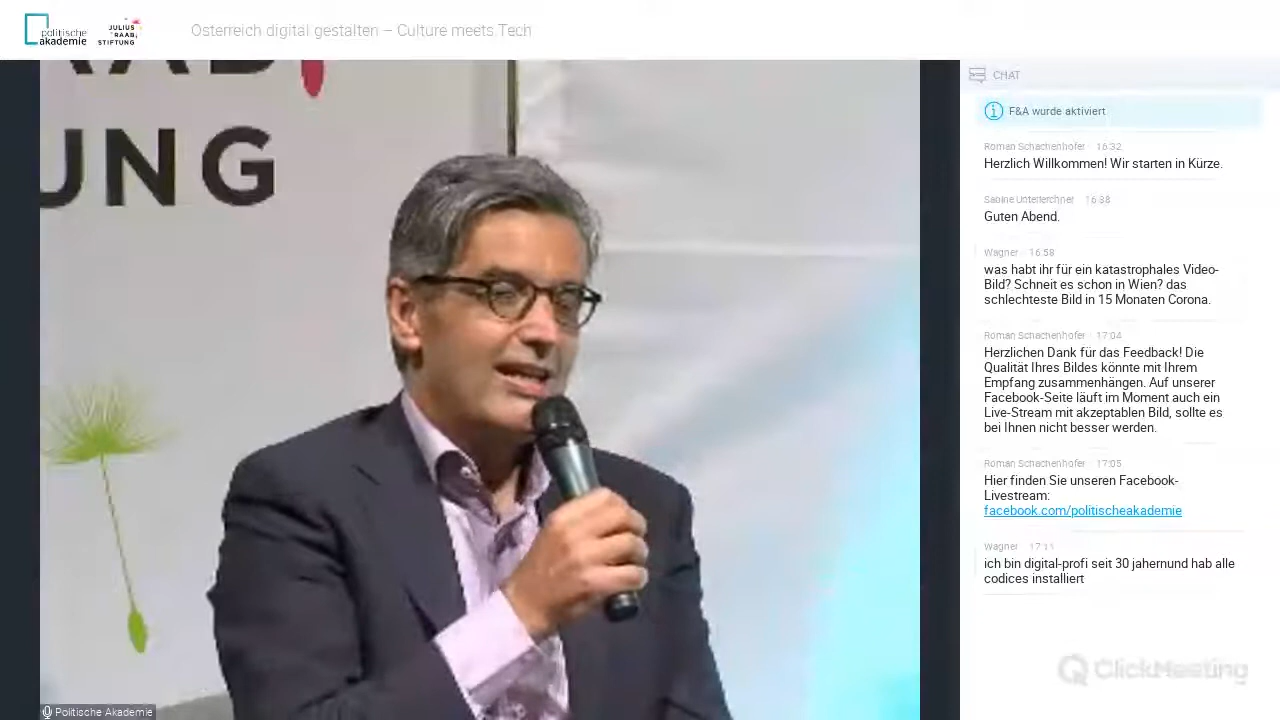 politische
akademie
JULIUS
RAAB
STIFTUNG
Österreich digital gestalten – Culture meets Tech
RAAB
UNG
Politische Akademie
CHAT
F&A wurde aktiviert
Roman Schachenhofer 16:32
Herzlich Willkommen! Wir starten in Kürze.
Sabine Unterlerchner 16:38
Guten Abend.
Wagner 16:58
was habt ihr für ein katastrophales Video-
Bild? Schneit es schon in Wien? das
schlechteste Bild in 15 Monaten Corona.
Roman Schachenhofer 17:04
Herzlichen Dank für das Feedback! Die
Qualität Ihres Bildes könnte mit Ihrem
Empfang zusammenhängen. Auf unserer
Facebook-Seite läuft im Moment auch ein
Live-Stream mit akzeptablen Bild, sollte es
bei Ihnen nicht besser werden.
Roman Schachenhofer 17:05
Hier finden Sie unseren Facebook-
Livestream:
facebook.com/politischeakademie
Wagner 17:11
ich bin digital-profi seit 30 jahernund hab alle
codices installiert
ClickMeeting